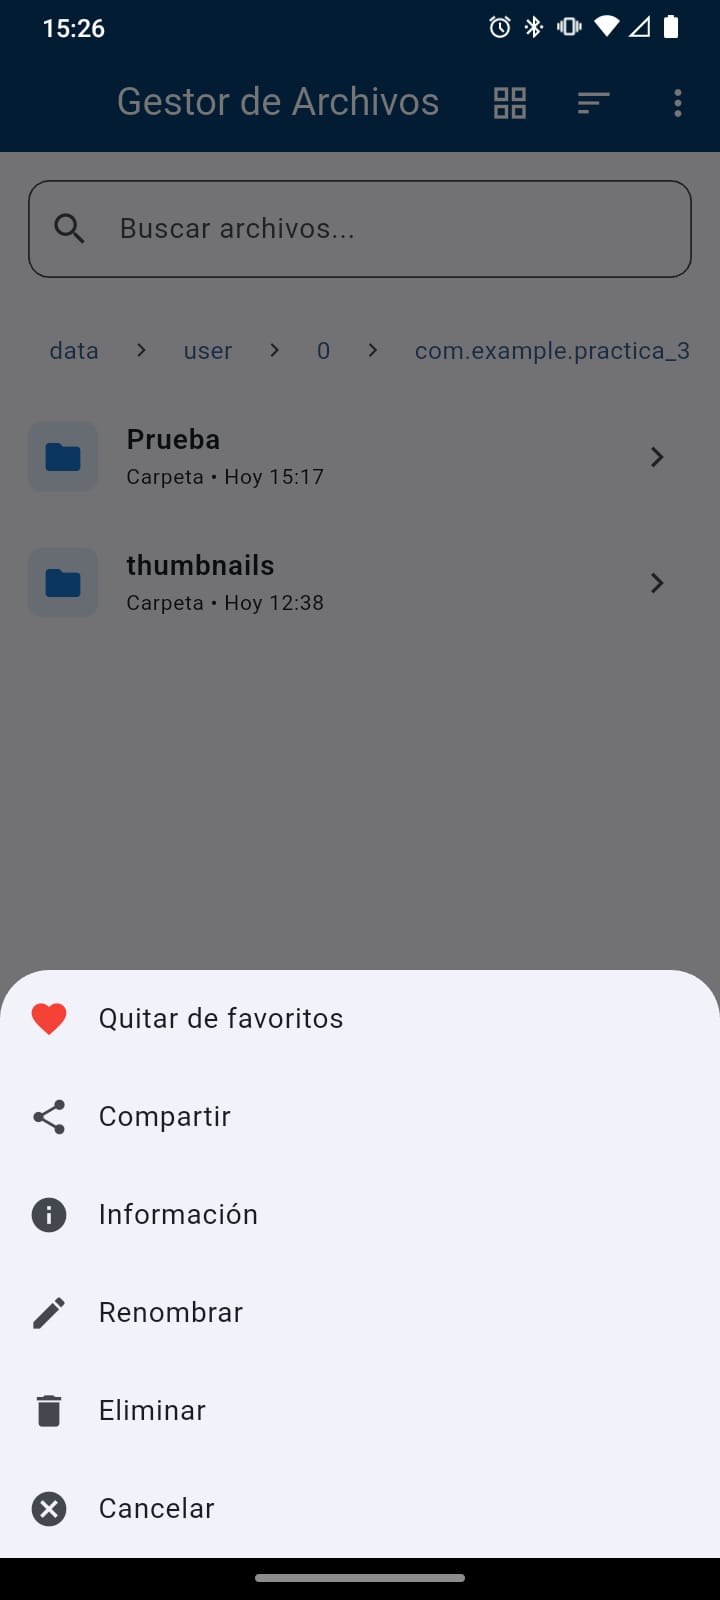 15:26
Gestor de Archivos
Buscar archivos...
data > user > 0 > com.example.practica_3
Prueba
Carpeta • Hoy 15:17
thumbnails
Carpeta • Hoy 12:38
Quitar de favoritos
Compartir
Información
Renombrar
Eliminar
Cancelar